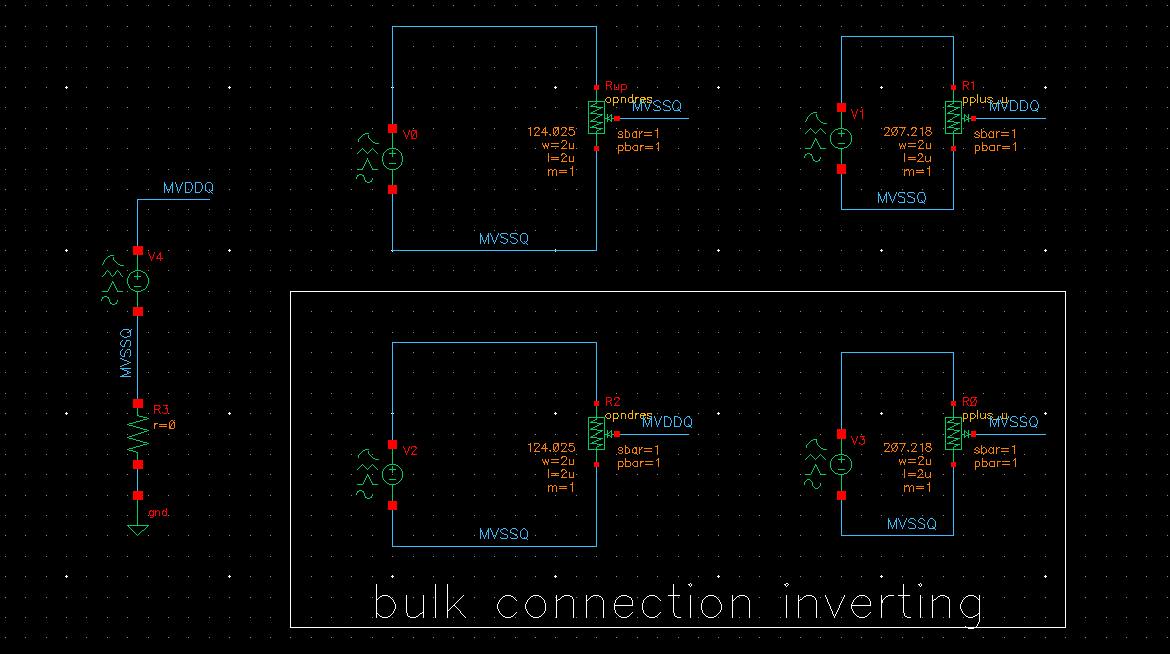 MVDDQ
V4
MVSSQ
R3
r=0
gnd
V0
Rup
opndres
MVSSQ
124.025
w=2u
l=2u
m=1
sbar=1
pbar=1
MVSSQ
V1
R1
pplus_u
MVDDQ
207.218
w=2u
l=2u
m=1
sbar=1
pbar=1
MVSSQ
V2
R2
opndres
MVDDQ
124.025
w=2u
l=2u
m=1
sbar=1
pbar=1
MVSSQ
V3
R0
pplus_u
MVSSQ
207.218
w=2u
l=2u
m=1
sbar=1
pbar=1
MVSSQ
bulk connection inverting